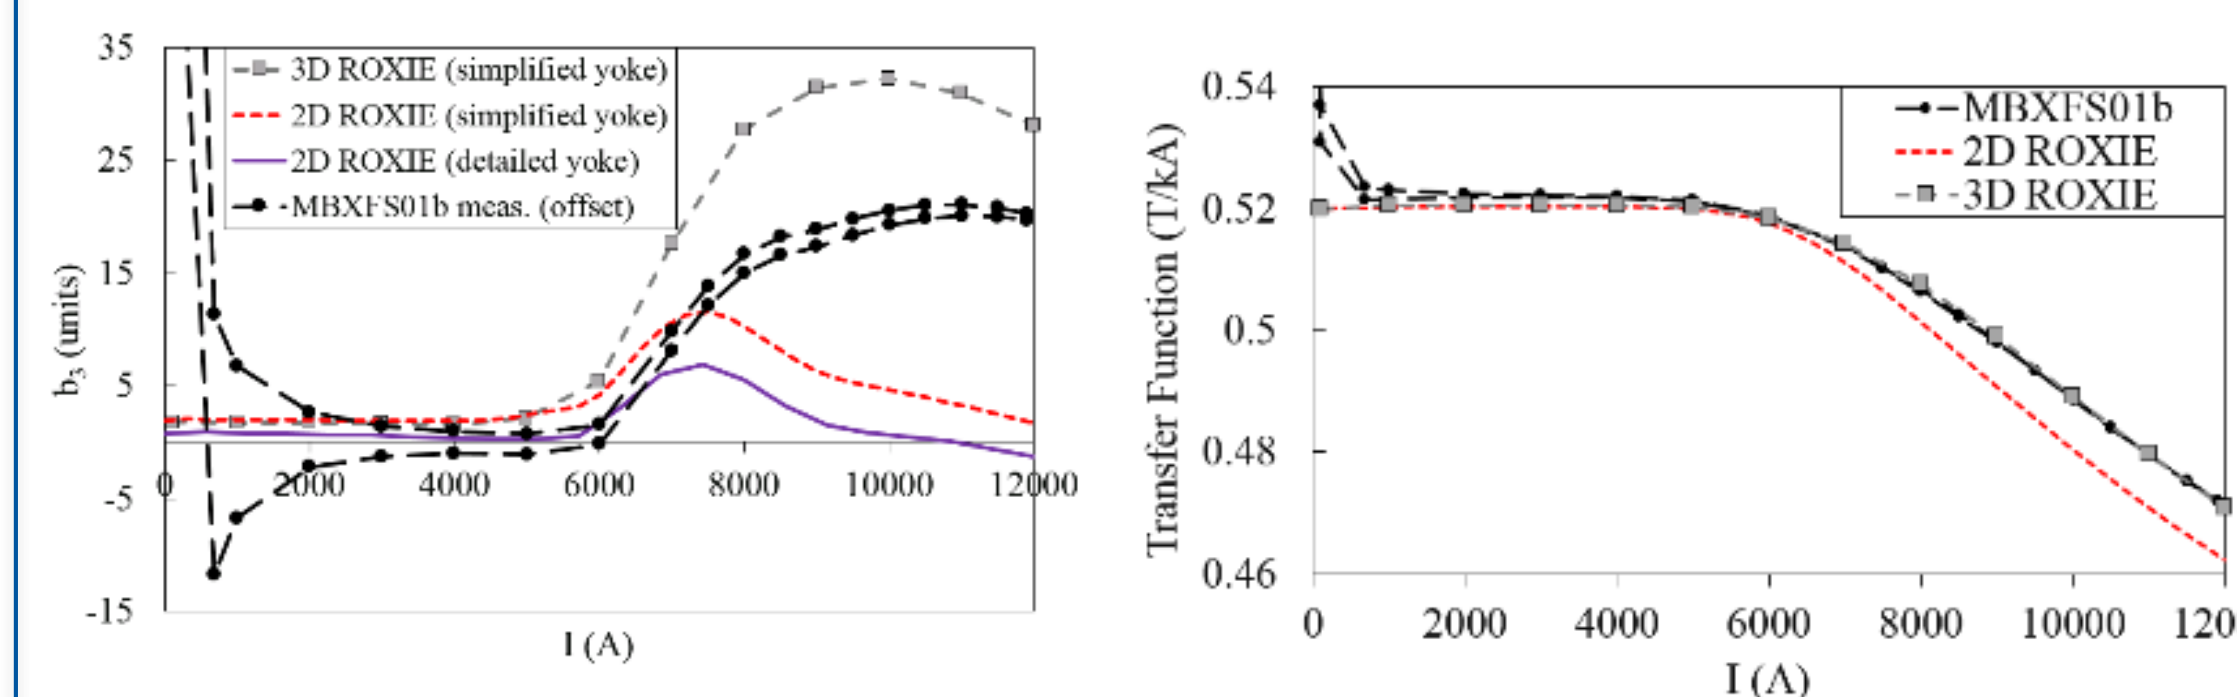 35
25
15
5
-5
-15
b3 (units)
3D ROXIE (simplified yoke)
2D ROXIE (simplified yoke)
2D ROXIE (detailed yoke)
MBXFS01b meas. (offset)
0 2000 4000 6000 8000 10000 12000
I (A)
0.54
0.52
0.5
0.48
0.46
Transfer Function (T/kA)
MBXFS01b
2D ROXIE
3D ROXIE
0 2000 4000 6000 8000 10000 120
I (A)